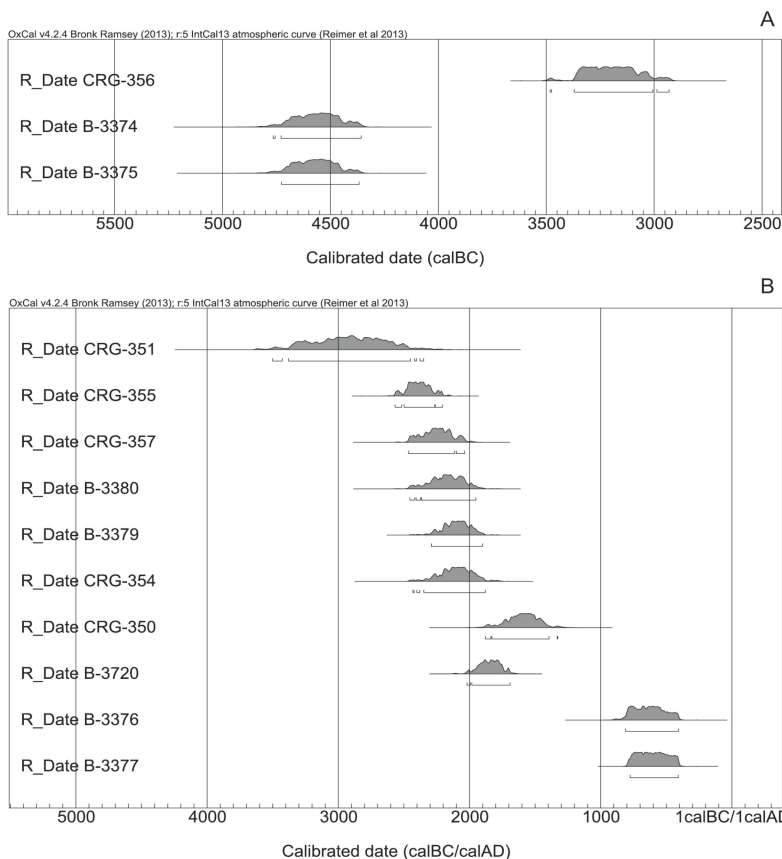 A
OxCal v4.2.4 Bronk Ramsey (2013); r:5 IntCal13 atmospheric curve (Reimer et al 2013)
R_Date CRG-356
R_Date B-3374
R_Date B-3375
5500 5000 4500 4000 3500 3000 2500
Calibrated date (calBC)
B
OxCal v4.2.4 Bronk Ramsey (2013); r:5 IntCal13 atmospheric curve (Reimer et al 2013)
R_Date CRG-351
R_Date CRG-355
R_Date CRG-357
R_Date B-3380
R_Date B-3379
R_Date CRG-354
R_Date CRG-350
R_Date B-3720
R_Date B-3376
R_Date B-3377
5000 4000 3000 2000 1000 1calBC/1calAD
Calibrated date (calBC/calAD)